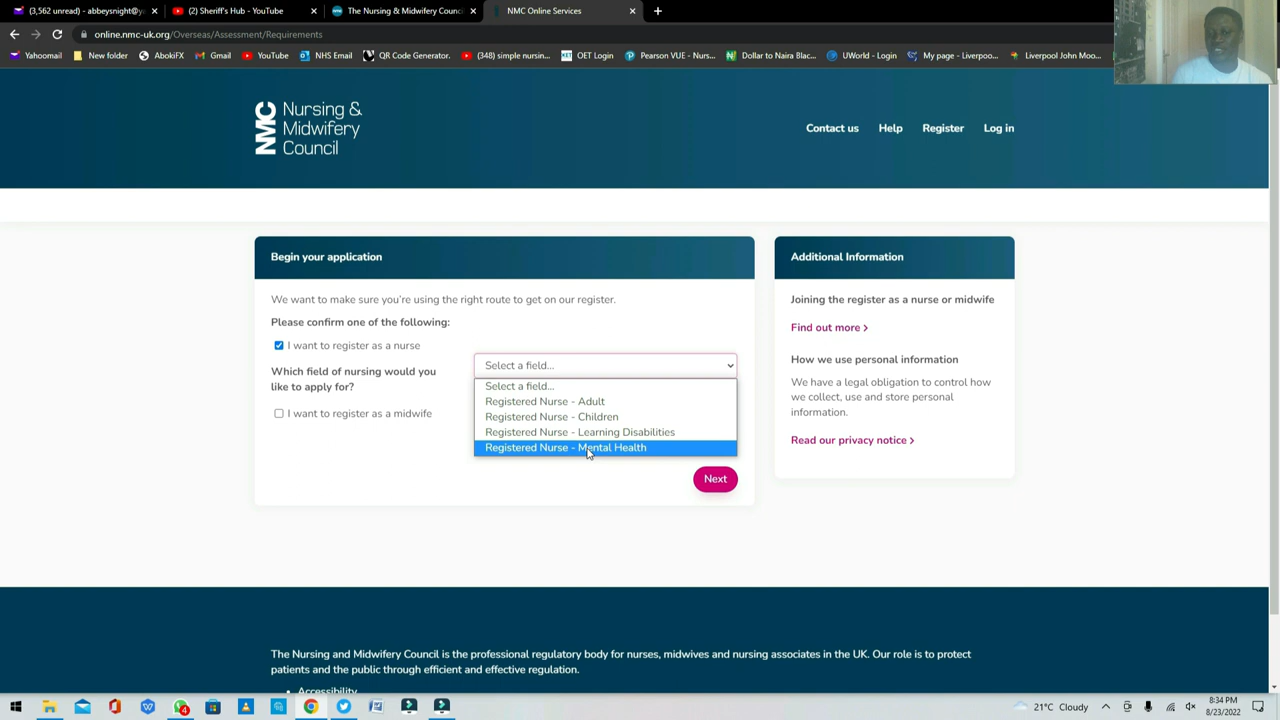 (3,562 unread) - abbeysnight@y
(2) Sheriff's Hub - YouTube
The Nursing & Midwifery Counci
NMC Online Services
online.nmc-uk.org/Overseas/Assessment/Requirements
Yahoomail New folder AbokiFX Gmail YouTube NHS Email QR Code Generator. (348) simple nursin... OET Login Pearson VUE - Nurs... Dollar to Naira Blac... UWorld - Login My page - Liverpoo... Liverpool John Moo...
NMC
Nursing &
Midwifery
Council
Contact us Help Register Log in
Begin your application
We want to make sure you're using the right route to get on our register.
Please confirm one of the following:
I want to register as a nurse
Which field of nursing would you
like to apply for?
Select a field...
Select a field...
Registered Nurse - Adult
Registered Nurse - Children
Registered Nurse - Learning Disabilities
Registered Nurse - Mental Health
I want to register as a midwife
Next
Additional Information
Joining the register as a nurse or midwife
Find out more >
How we use personal information
We have a legal obligation to control how
we collect, use and store personal
information.
Read our privacy notice >
The Nursing and Midwifery Council is the professional regulatory body for nurses, midwives and nursing associates in the UK. Our role is to protect
patients and the public through efficient and effective regulation.
• Accessibility
4
21°C Cloudy
8:34 PM
8/23/2022